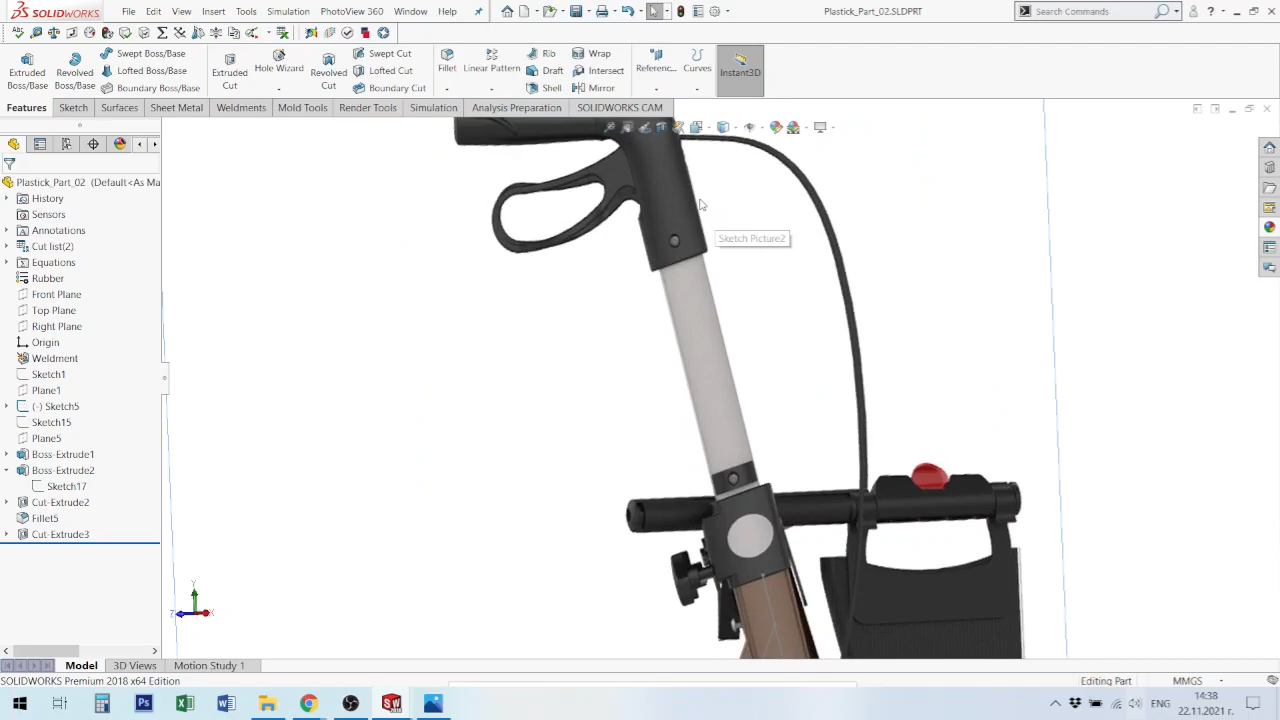 SOLIDWORKS File Edit View Insert Tools Simulation PhotoView 360 Window Help Plastick_Part_02.SLDPRT Search Commands
Extruded Boss/Base
Revolved Boss/Base
Swept Boss/Base
Lofted Boss/Base
Boundary Boss/Base
Extruded Cut
Hole Wizard
Revolved Cut
Swept Cut
Lofted Cut
Boundary Cut
Fillet
Linear Pattern
Rib
Draft
Shell
Wrap
Intersect
Mirror
Referenc...
Curves
Instant3D
Features Sketch Surfaces Sheet Metal Weldments Mold Tools Render Tools Simulation Analysis Preparation SOLIDWORKS CAM
Plastick_Part_02 (Default<As Ma
History
Sensors
Annotations
Cut list(2)
Equations
Rubber
Front Plane
Top Plane
Right Plane
Origin
Weldment
Sketch1
Plane1
(-) Sketch5
Sketch15
Plane5
Boss-Extrude1
Boss-Extrude2
Sketch17
Cut-Extrude2
Fillet5
Cut-Extrude3
Sketch Picture2
Y
Z
X
Model 3D Views Motion Study 1
SOLIDWORKS Premium 2018 x64 Edition Editing Part MMGS
ENG
14:38
22.11.2021 г.